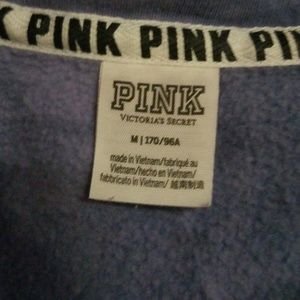 K PINK PINK PIN
PINK
VICTORIA'S SECRET
M | 170/96A
made in Vietnam/fabriqué au
Vietnam/hecho en Vietnam/
fabbricato in Vietnam/ 越南制造